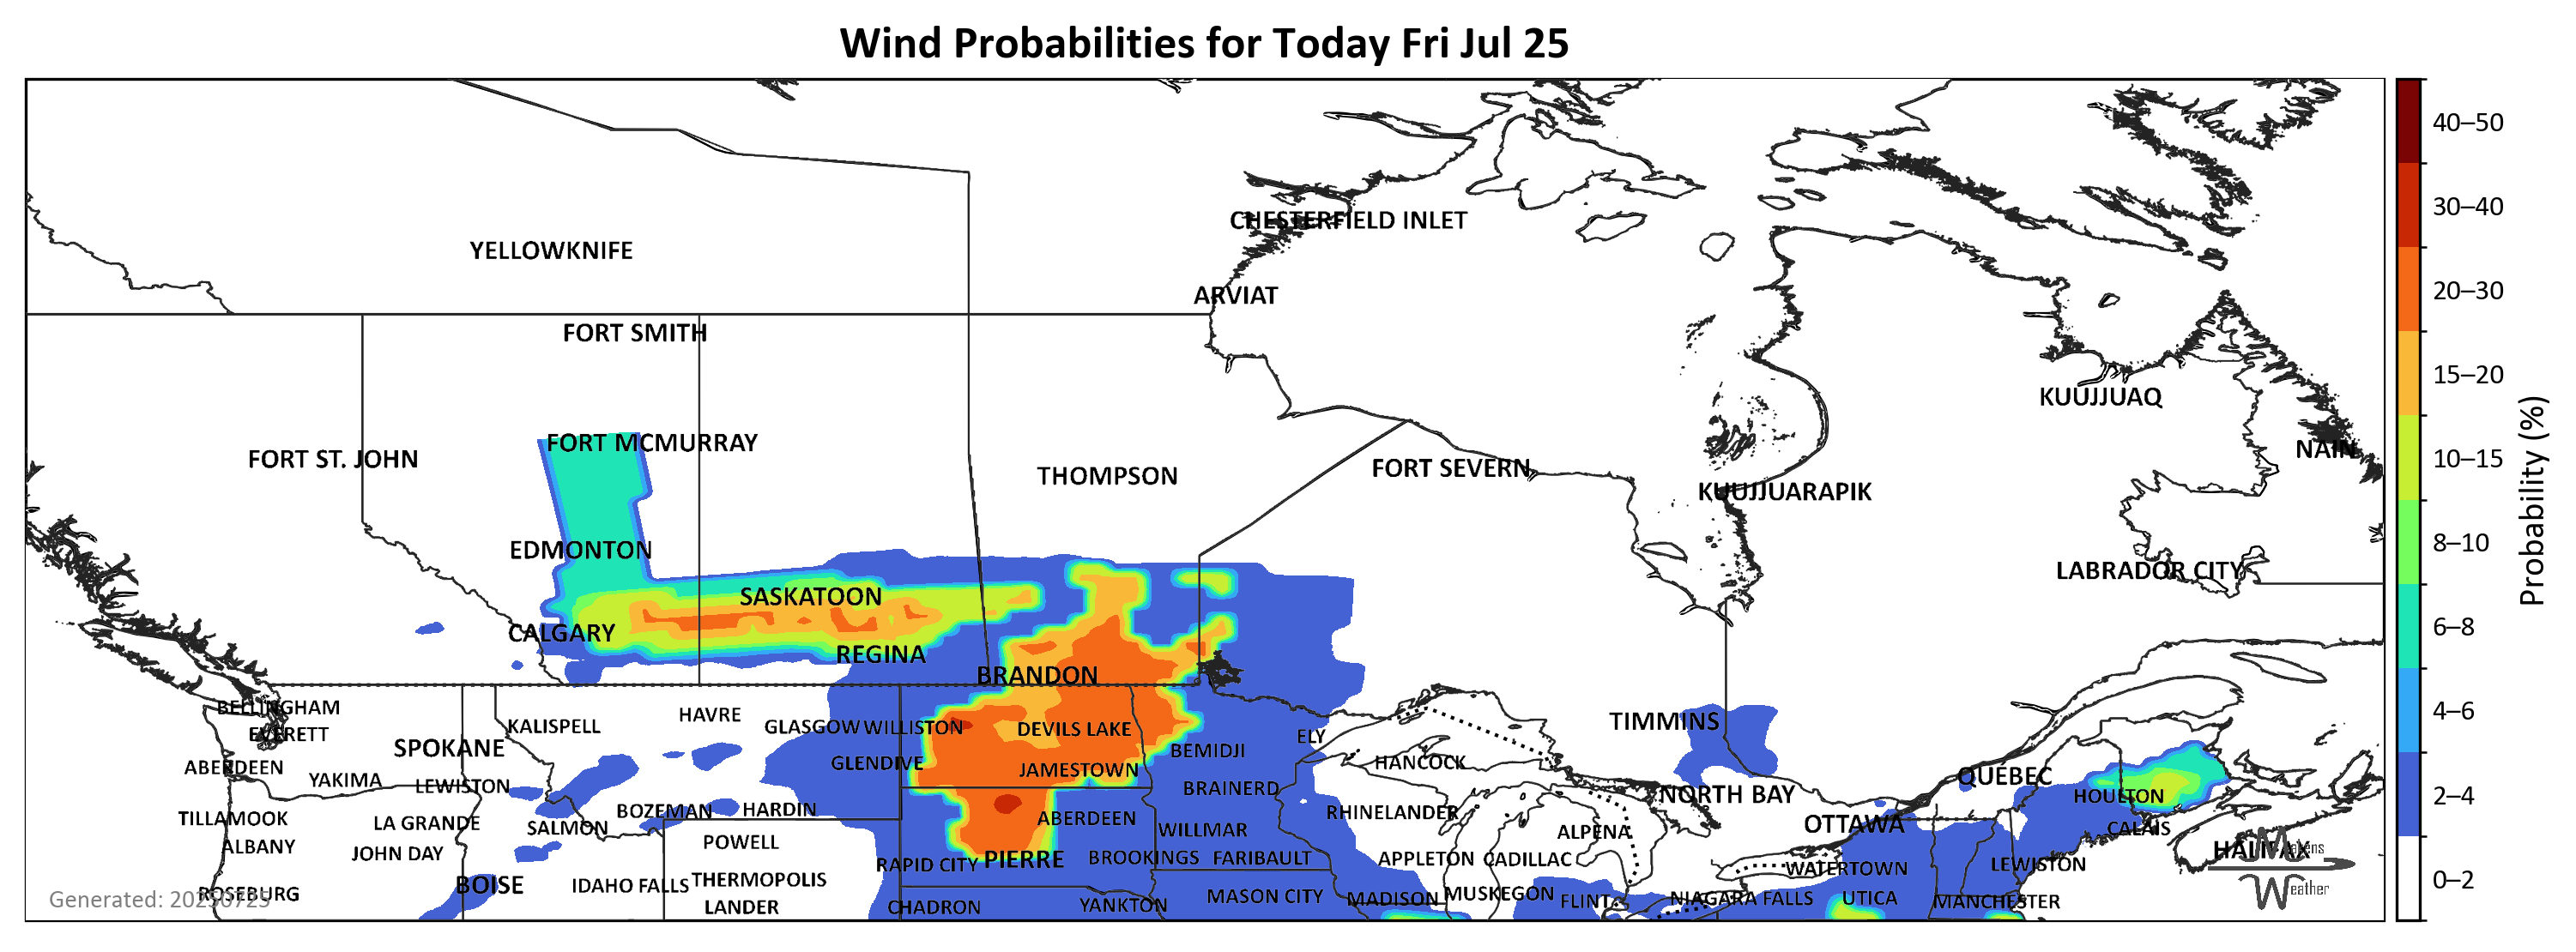 Wind Probabilities for Today Fri Jul 25
YELLOWKNIFE
CHESTERFIELD INLET
ARVIAT
FORT SMITH
KUUJJUAQ
FORT MCMURRAY
FORT ST. JOHN
THOMPSON
FORT SEVERN
NAIN
KUUJJUARAPIK
EDMONTON
LABRADOR CITY
SASKATOON
CALGARY
REGINA
BRANDON
BELLINGHAM
EVERETT
KALISPELL
HAVRE
GLASGOW
WILLISTON
DEVILS LAKE
TIMMINS
SPOKANE
BEMIDJI
ELY
ABERDEEN
YAKIMA
LEWISTON
GLENDIVE
JAMESTOWN
HANCOCK
QUÉBEC
BRAINERD
NORTH BAY
HOULTON
TILLAMOOK
LA GRANDE
SALMON
BOZEMAN
HARDIN
ABERDEEN
WILLMAR
RHINELANDER
ALPENA
OTTAWA
CALAIS
ALBANY
JOHN DAY
POWELL
RAPID CITY
PIERRE
BROOKINGS
FARIBAULT
APPLETON
CADILLAC
WATERTOWN
LEWISTON
HALIFAX
ROSEBURG
BOISE
IDAHO FALLS
THERMOPOLIS
LANDER
CHADRON
YANKTON
MASON CITY
MADISON
MUSKEGON
FLINT
NIAGARA FALLS
UTICA
MANCHESTER
Generated: 20250725
Weather
40–50
30–40
20–30
15–20
10–15
8–10
6–8
4–6
2–4
0–2
Probability (%)